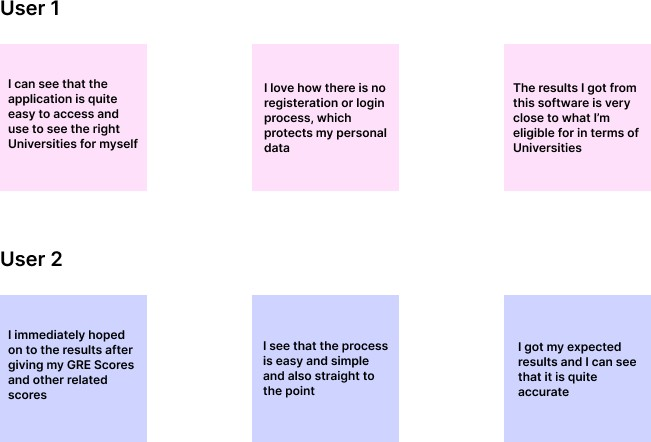 User 1
I can see that the
application is quite
easy to access and
use to see the right
Universities for myself
I love how there is no
registeration or login
process, which
protects my personal
data
The results I got from
this software is very
close to what I'm
eligible for in terms of
Universities
User 2
I immediately hoped
on to the results after
giving my GRE Scores
and other related
scores
I see that the process
is easy and simple
and also straight to
the point
I got my expected
results and I can see
that it is quite
accurate